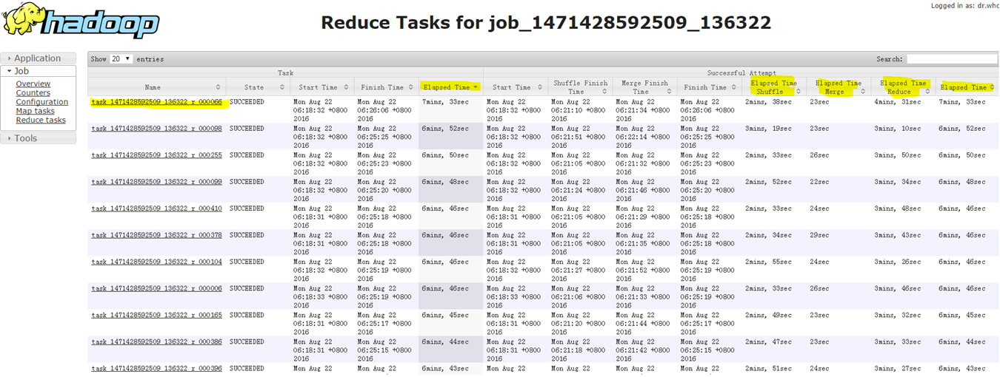 Logged in as: dr.who
hadoop
Reduce Tasks for job_1471428592509_136322
Application
Job
Overview
Counters
Configuration
Map tasks
Reduce tasks
Tools
Show 20 entries Search:
Task Successful Attempt
Name State Start Time Finish Time Elapsed Time Start Time Shuffle Finish Time Merge Finish Time Finish Time Elapsed Time Shuffle Elapsed Time Merge Elapsed Time Reduce Elapsed Time
task_1471428592509_136322_r_000066 SUCCEEDED Mon Aug 22 06:18:32 +0800 2016 Mon Aug 22 06:26:06 +0800 2016 7mins, 33sec Mon Aug 22 06:18:32 +0800 2016 Mon Aug 22 06:21:10 +0800 2016 Mon Aug 22 06:21:34 +0800 2016 Mon Aug 22 06:26:06 +0800 2016 2mins, 38sec 23sec 4mins, 31sec 7mins, 33sec
task_1471428592509_136322_r_000098 SUCCEEDED Mon Aug 22 06:18:32 +0800 2016 Mon Aug 22 06:25:25 +0800 2016 6mins, 52sec Mon Aug 22 06:18:32 +0800 2016 Mon Aug 22 06:21:51 +0800 2016 Mon Aug 22 06:22:14 +0800 2016 Mon Aug 22 06:25:25 +0800 2016 3mins, 19sec 23sec 3mins, 10sec 6mins, 52sec
task_1471428592509_136322_r_000255 SUCCEEDED Mon Aug 22 06:18:32 +0800 2016 Mon Aug 22 06:25:23 +0800 2016 6mins, 50sec Mon Aug 22 06:18:32 +0800 2016 Mon Aug 22 06:21:05 +0800 2016 Mon Aug 22 06:21:32 +0800 2016 Mon Aug 22 06:25:23 +0800 2016 2mins, 33sec 26sec 3mins, 50sec 6mins, 50sec
task_1471428592509_136322_r_000099 SUCCEEDED Mon Aug 22 06:18:32 +0800 2016 Mon Aug 22 06:25:20 +0800 2016 6mins, 48sec Mon Aug 22 06:18:32 +0800 2016 Mon Aug 22 06:21:24 +0800 2016 Mon Aug 22 06:21:46 +0800 2016 Mon Aug 22 06:25:20 +0800 2016 2mins, 52sec 22sec 3mins, 34sec 6mins, 48sec
task_1471428592509_136322_r_000410 SUCCEEDED Mon Aug 22 06:18:31 +0800 2016 Mon Aug 22 06:25:18 +0800 2016 6mins, 46sec Mon Aug 22 06:18:31 +0800 2016 Mon Aug 22 06:21:05 +0800 2016 Mon Aug 22 06:21:29 +0800 2016 Mon Aug 22 06:25:18 +0800 2016 2mins, 33sec 24sec 3mins, 48sec 6mins, 46sec
task_1471428592509_136322_r_000378 SUCCEEDED Mon Aug 22 06:18:31 +0800 2016 Mon Aug 22 06:25:18 +0800 2016 6mins, 46sec Mon Aug 22 06:18:31 +0800 2016 Mon Aug 22 06:21:05 +0800 2016 Mon Aug 22 06:21:35 +0800 2016 Mon Aug 22 06:25:18 +0800 2016 2mins, 34sec 29sec 3mins, 43sec 6mins, 46sec
task_1471428592509_136322_r_000104 SUCCEEDED Mon Aug 22 06:18:32 +0800 2016 Mon Aug 22 06:25:19 +0800 2016 6mins, 46sec Mon Aug 22 06:18:32 +0800 2016 Mon Aug 22 06:21:27 +0800 2016 Mon Aug 22 06:21:52 +0800 2016 Mon Aug 22 06:25:19 +0800 2016 2mins, 55sec 24sec 3mins, 26sec 6mins, 46sec
task_1471428592509_136322_r_000006 SUCCEEDED Mon Aug 22 06:18:33 +0800 2016 Mon Aug 22 06:25:19 +0800 2016 6mins, 46sec Mon Aug 22 06:18:33 +0800 2016 Mon Aug 22 06:21:06 +0800 2016 Mon Aug 22 06:21:33 +0800 2016 Mon Aug 22 06:25:19 +0800 2016 2mins, 33sec 26sec 3mins, 46sec 6mins, 46sec
task_1471428592509_136322_r_000165 SUCCEEDED Mon Aug 22 06:18:31 +0800 2016 Mon Aug 22 06:25:17 +0800 2016 6mins, 45sec Mon Aug 22 06:18:31 +0800 2016 Mon Aug 22 06:21:20 +0800 2016 Mon Aug 22 06:21:44 +0800 2016 Mon Aug 22 06:25:17 +0800 2016 2mins, 49sec 23sec 3mins, 32sec 6mins, 45sec
task_1471428592509_136322_r_000386 SUCCEEDED Mon Aug 22 06:18:31 +0800 2016 Mon Aug 22 06:25:15 +0800 2016 6mins, 44sec Mon Aug 22 06:18:31 +0800 2016 Mon Aug 22 06:21:18 +0800 2016 Mon Aug 22 06:21:42 +0800 2016 Mon Aug 22 06:25:15 +0800 2016 2mins, 47sec 23sec 3mins, 33sec 6mins, 44sec
task_1471428592509_136322_r_000396 SUCCEEDED Mon Aug 22 Mon Aug 22 6mins, 43sec Mon Aug 22 Mon Aug 22 Mon Aug 22 Mon Aug 22 2mins, 51sec 24sec 3mins, 27sec 6mins, 43sec